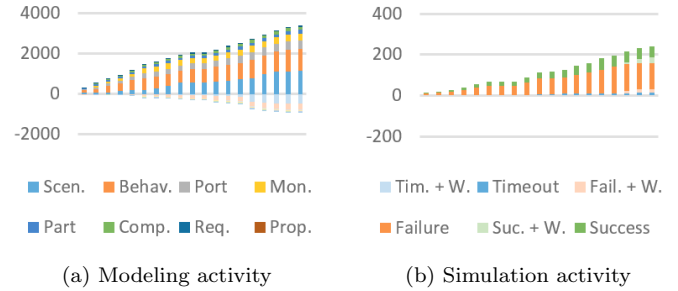 4000
2000
0
-2000
Scen. Behav. Port Mon.
Part Comp. Req. Prop.
(a) Modeling activity
400
200
0
-200
Tim. + W. Timeout Fail. + W.
Failure Suc. + W. Success
(b) Simulation activity